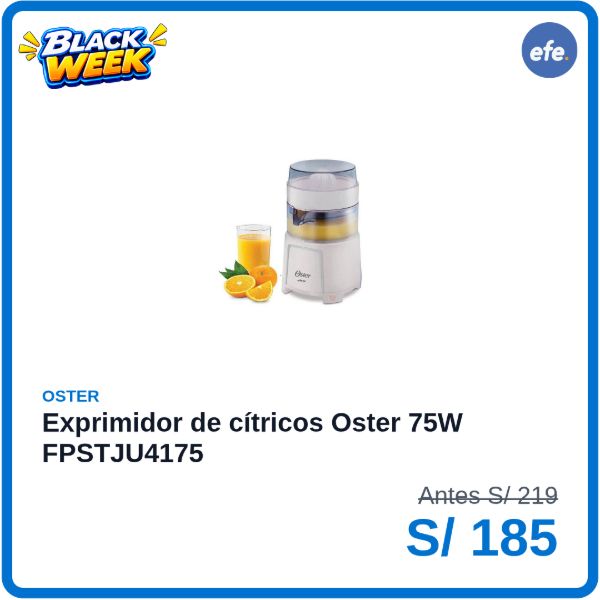 BLACK
WEEK
efe.
Oster
OSTER
Exprimidor de cítricos Oster 75W
FPSTJU4175
Antes S/ 219
S/ 185